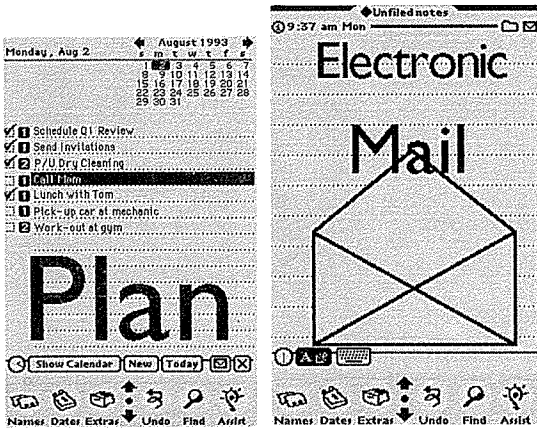 Monday, Aug 2
August 1993
s m t w t f s
1 2 3 4 5 6 7
8 9 10 11 12 13 14
15 16 17 18 19 20 21
22 23 24 25 26 27 28
29 30 31
1 Schedule Q1 Review
1 Send Invitations
2 P/U Dry Cleaning
1 Call Mom
1 Lunch with Tom
1 Pick-up car at mechanic
2 Work-out at gym
Plan
Show Calendar New Today
Names Dates Extras Undo Find Assist
Unfiled notes
9:37 am Mon
Electronic
Mail
Names Dates Extras Undo Find Assist